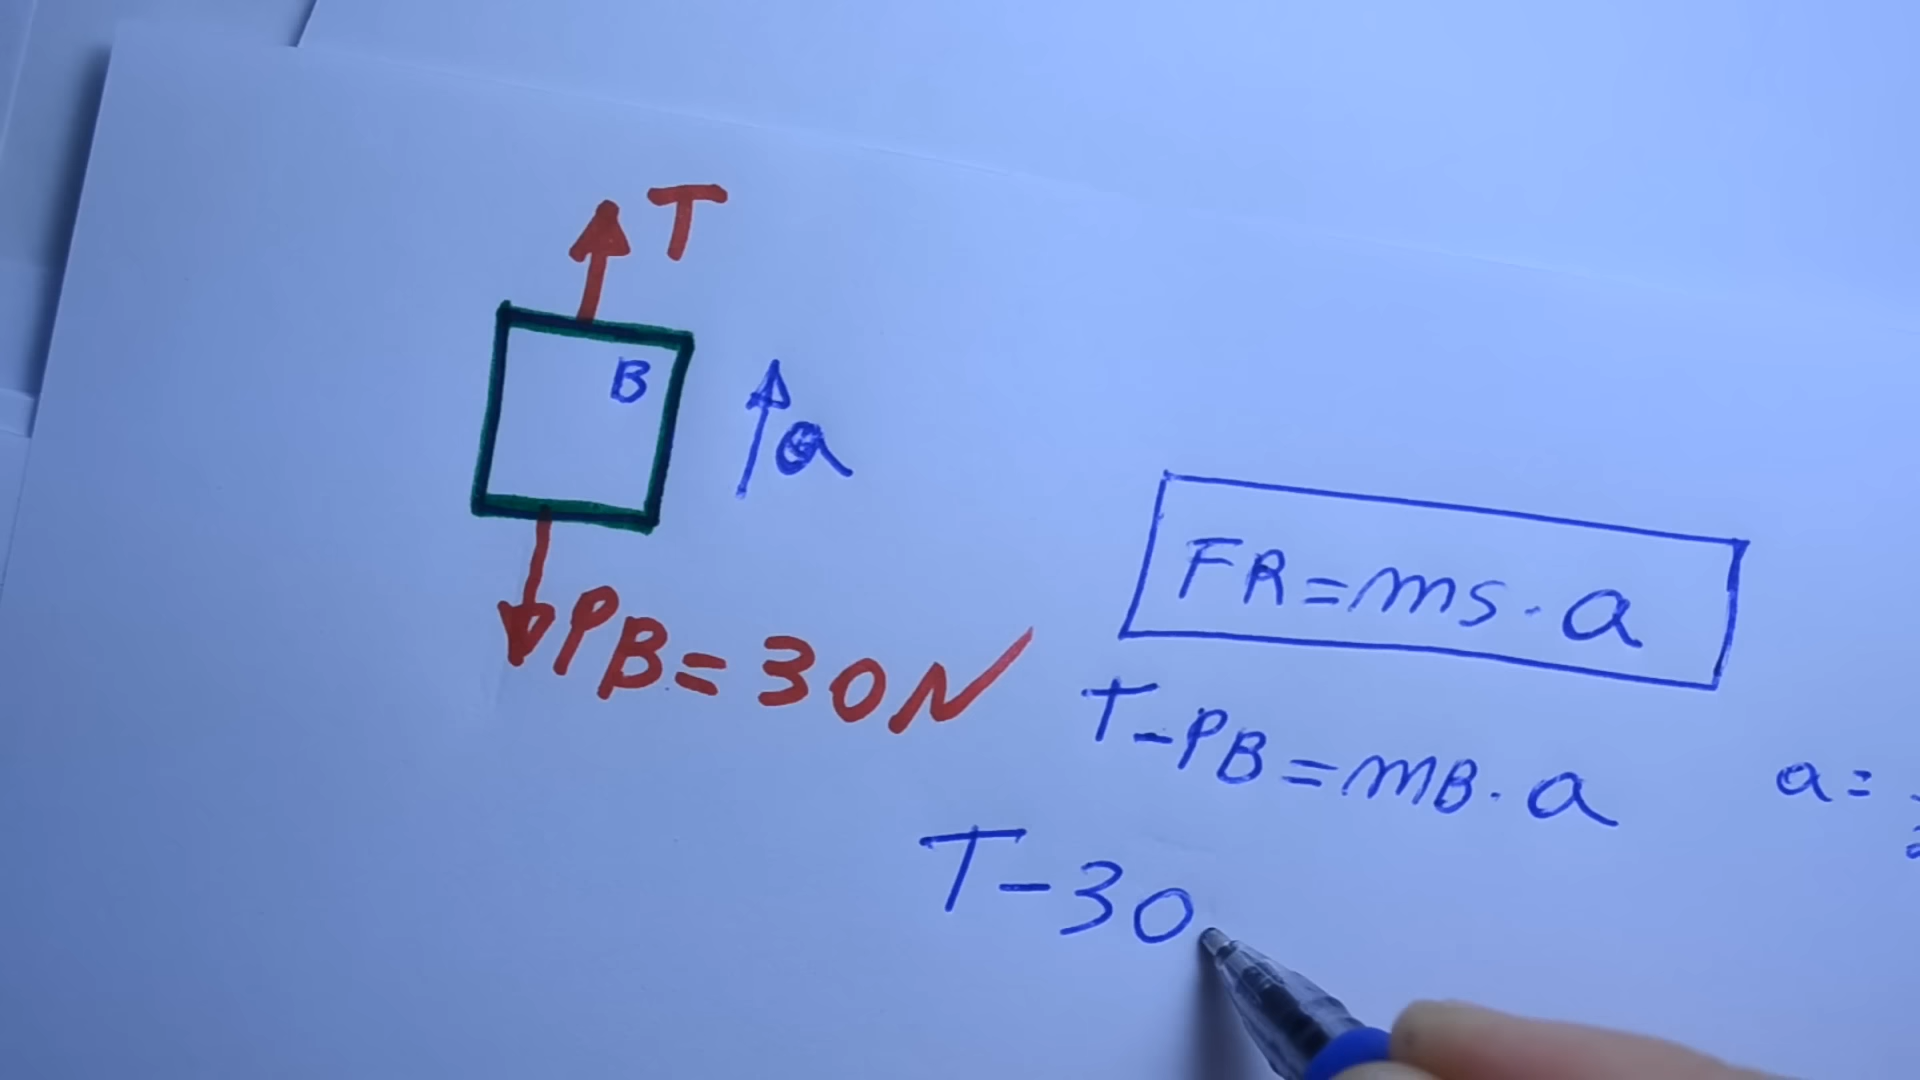 T
B
a
PB=30N
FR=ms.a
T-PB=mB.a
a=
T-30